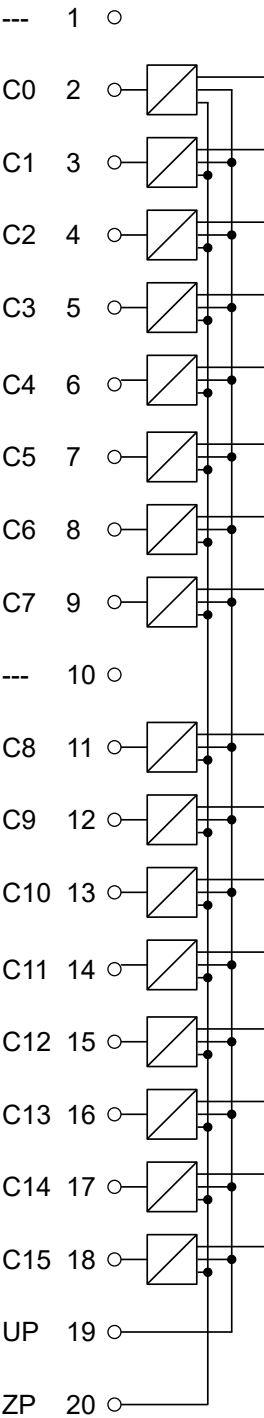 --- 1
C0 2
C1 3
C2 4
C3 5
C4 6
C5 7
C6 8
C7 9
--- 10
C8 11
C9 12
C10 13
C11 14
C12 15
C13 16
C14 17
C15 18
UP 19
ZP 20